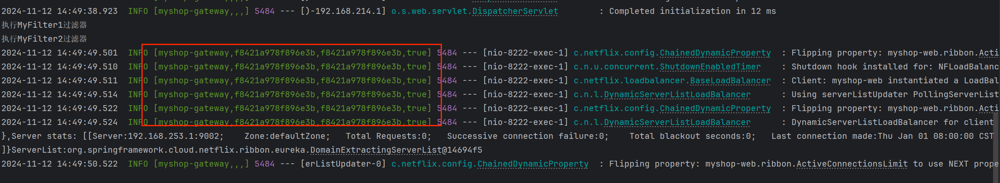 2024-11-12 14:49:38.923  INFO [myshop-gateway,,,] 5484 --- [)-192.168.214.1] o.s.web.servlet.DispatcherServlet        : Completed initialization in 12 ms
执行MyFilter1过滤器
执行MyFilter2过滤器
2024-11-12 14:49:49.501  INFO [myshop-gateway,f8421a978f896e3b,f8421a978f896e3b,true] 5484 --- [nio-8222-exec-1] c.netflix.config.ChainedDynamicProperty  : Flipping property: myshop-web.ribbon.Acti
2024-11-12 14:49:49.510  INFO [myshop-gateway,f8421a978f896e3b,f8421a978f896e3b,true] 5484 --- [nio-8222-exec-1] c.n.u.concurrent.ShutdownEnabledTimer    : Shutdown hook installed for: NFLoadBalanc
2024-11-12 14:49:49.511  INFO [myshop-gateway,f8421a978f896e3b,f8421a978f896e3b,true] 5484 --- [nio-8222-exec-1] c.netflix.loadbalancer.BaseLoadBalancer  : Client: myshop-web instantiated a LoadBal
2024-11-12 14:49:49.514  INFO [myshop-gateway,f8421a978f896e3b,f8421a978f896e3b,true] 5484 --- [nio-8222-exec-1] c.n.l.DynamicServerListLoadBalancer      : Using serverListUpdater PollingServerList
2024-11-12 14:49:49.522  INFO [myshop-gateway,f8421a978f896e3b,f8421a978f896e3b,true] 5484 --- [nio-8222-exec-1] c.netflix.config.ChainedDynamicProperty  : Flipping property: myshop-web.ribbon.Acti
2024-11-12 14:49:49.524  INFO [myshop-gateway,f8421a978f896e3b,f8421a978f896e3b,true] 5484 --- [nio-8222-exec-1] c.n.l.DynamicServerListLoadBalancer      : DynamicServerListLoadBalancer for client
},Server stats: [[Server:192.168.253.1:9002;    Zone:defaultZone;   Total Requests:0;   Successive connection failure:0;    Total blackout seconds:0;   Last connection made:Thu Jan 01 08:00:00 CST
]}ServerList:org.springframework.cloud.netflix.ribbon.eureka.DomainExtractingServerList@14694f5
2024-11-12 14:49:50.522  INFO [myshop-gateway,,,] 5484 --- [erListUpdater-0] c.netflix.config.ChainedDynamicProperty  : Flipping property: myshop-web.ribbon.ActiveConnectionsLimit to use NEXT prope